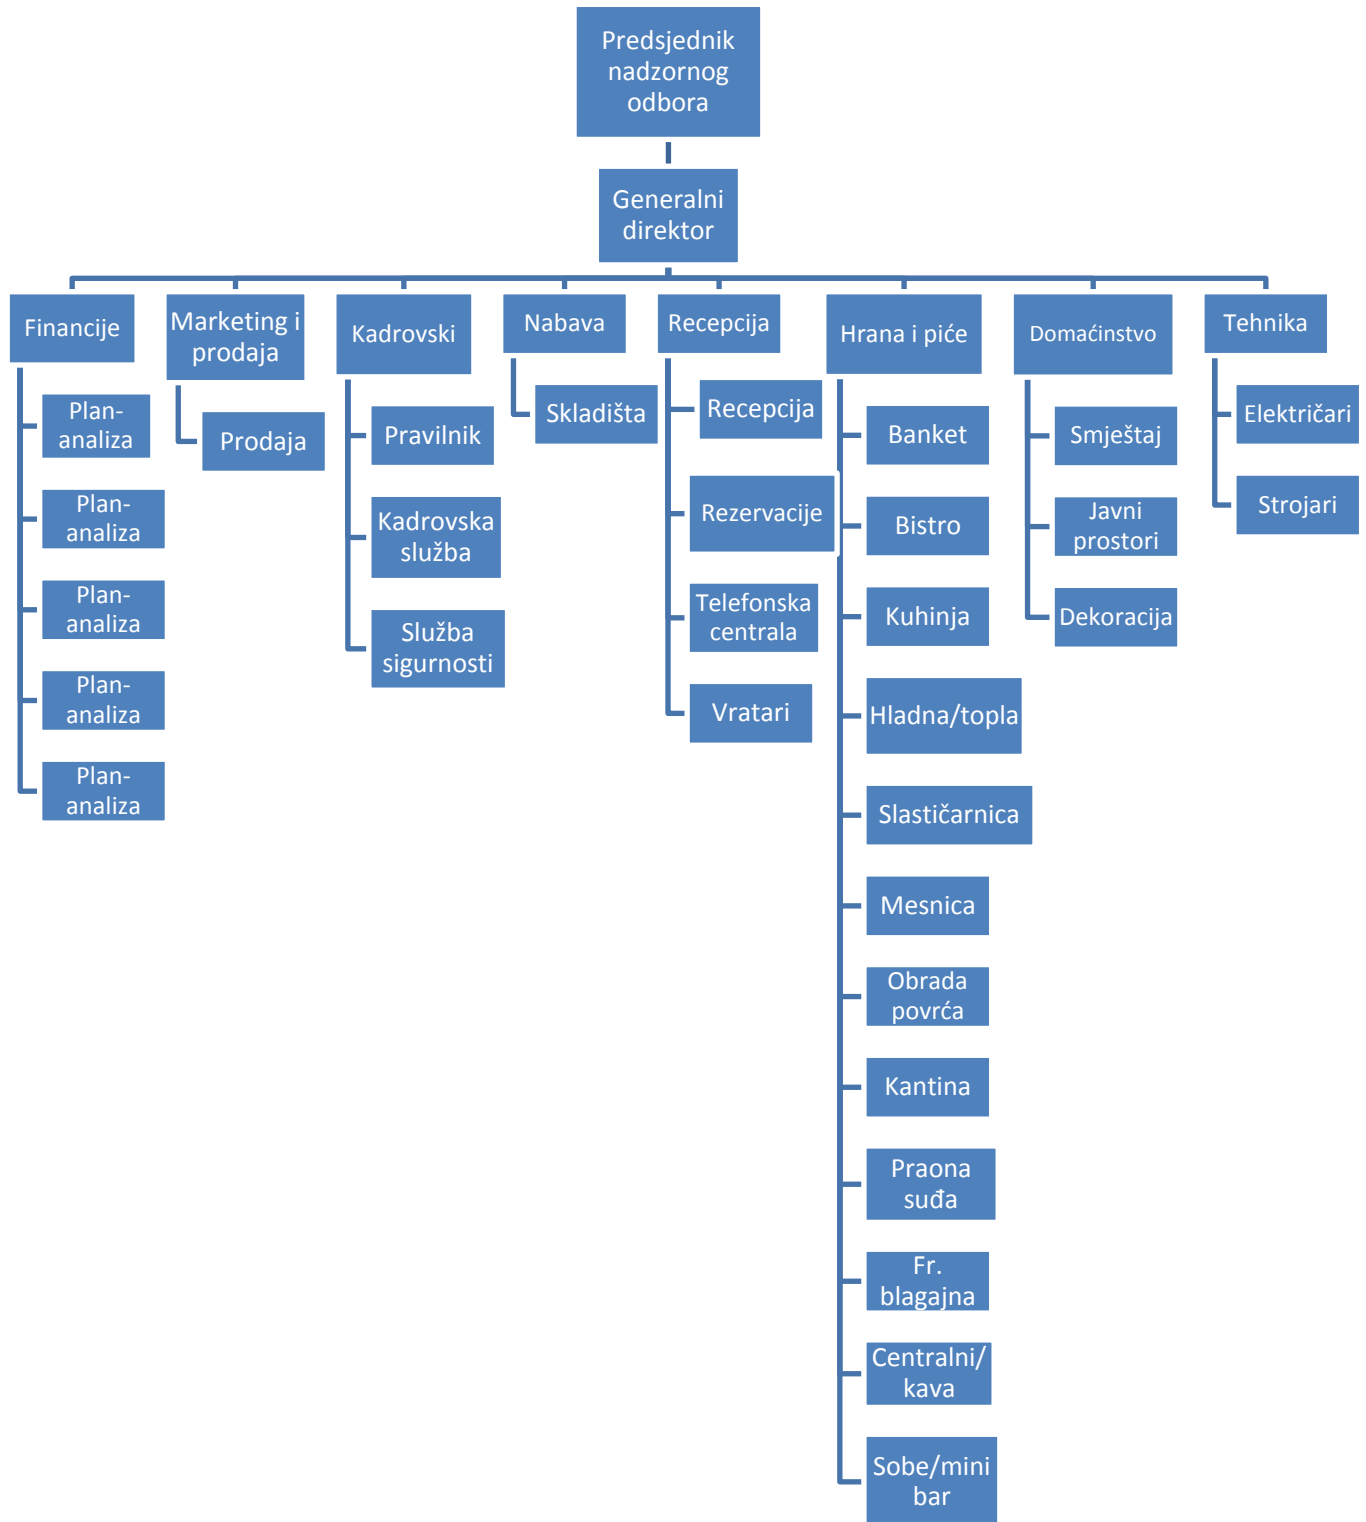 Predsjednik
nadzornog
odbora
Generalni
direktor
Financije
Plan-
analiza
Plan-
analiza
Plan-
analiza
Plan-
analiza
Plan-
analiza
Marketing i
prodaja
Prodaja
Kadrovski
Pravilnik
Kadrovska
služba
Služba
sigurnosti
Nabava
Skladišta
Recepcija
Recepcija
Rezervacije
Telefonska
centrala
Vratari
Hrana i piće
Banket
Bistro
Kuhinja
Hladna/topla
Slastičarnica
Mesnica
Obrada
povrća
Kantina
Praona
suđa
Fr.
blagajna
Centralni/
kava
Sobe/mini
bar
Domaćinstvo
Smještaj
Javni
prostori
Dekoracija
Tehnika
Električari
Strojari